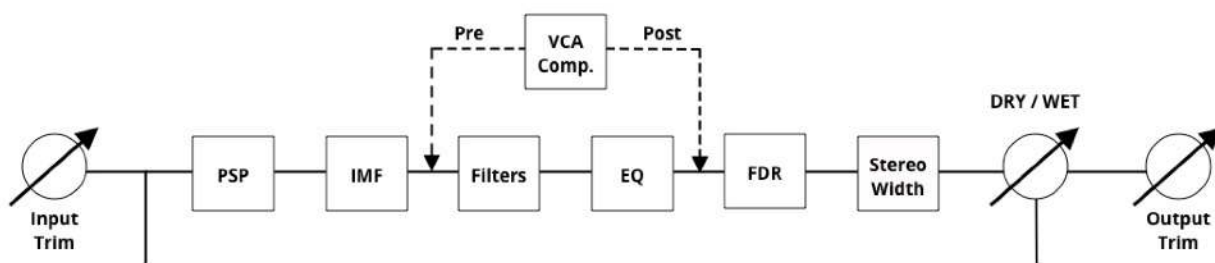 Pre
VCA
Comp.
Post
DRY / WET
PSP
IMF
Filters
EQ
FDR
Stereo
Width
Input
Trim
Output
Trim